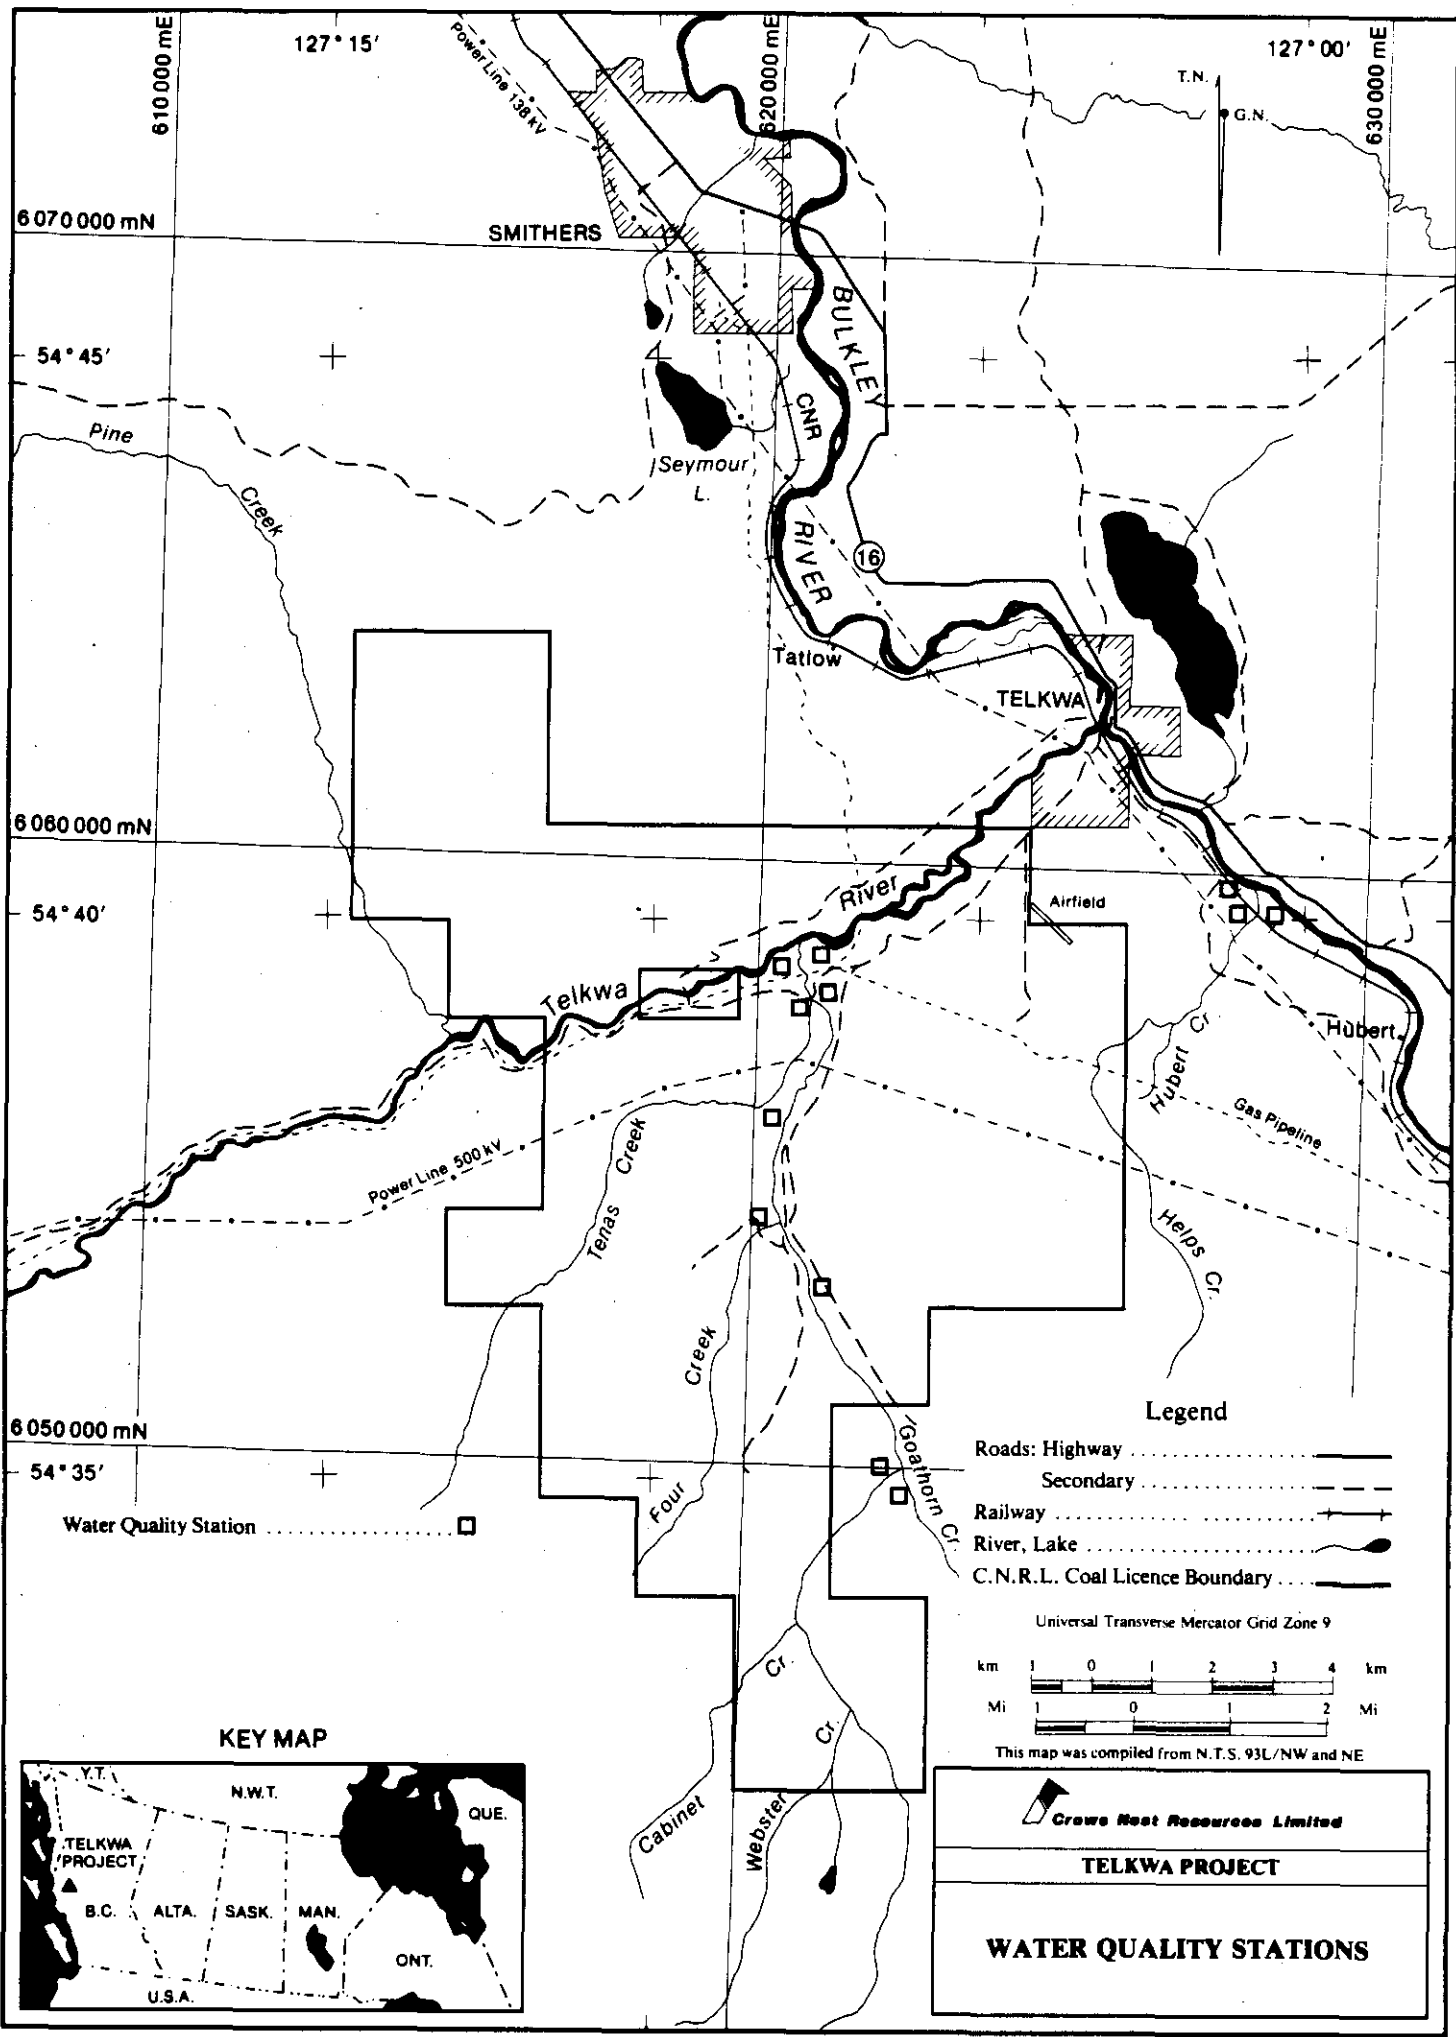 610 000 mE
127° 15'
Power Line 138 kV
620 000 mE
127° 00'
630 000 mE
T.N.
G.N.
6 070 000 mN
SMITHERS
BULKLEY
54° 45'
CNR
Pine
Creek
Seymour
L.
RIVER
16
Tatlow
TELKWA
6 060 000 mN
River
54° 40'
Airfield
Telkwa
Hubert
Hubert Cr.
Gas Pipeline
Power Line 500 kV
Tenas Creek
Helps Cr.
Four Creek
Goathorn Cr.
6 050 000 mN
54° 35'
Water Quality Station
Legend
Roads: Highway
Secondary
Railway
River, Lake
C.N.R.L. Coal Licence Boundary
Universal Transverse Mercator Grid Zone 9
km 1 0 1 2 3 4 km
Mi 1 0 1 2 Mi
This map was compiled from N.T.S. 93L/NW and NE
Cabinet Cr.
Webster Cr.
KEY MAP
Y.T.
N.W.T.
QUE.
TELKWA
PROJECT
B.C.
ALTA.
SASK.
MAN.
ONT.
U.S.A.
Crows Nest Resources Limited
TELKWA PROJECT
WATER QUALITY STATIONS